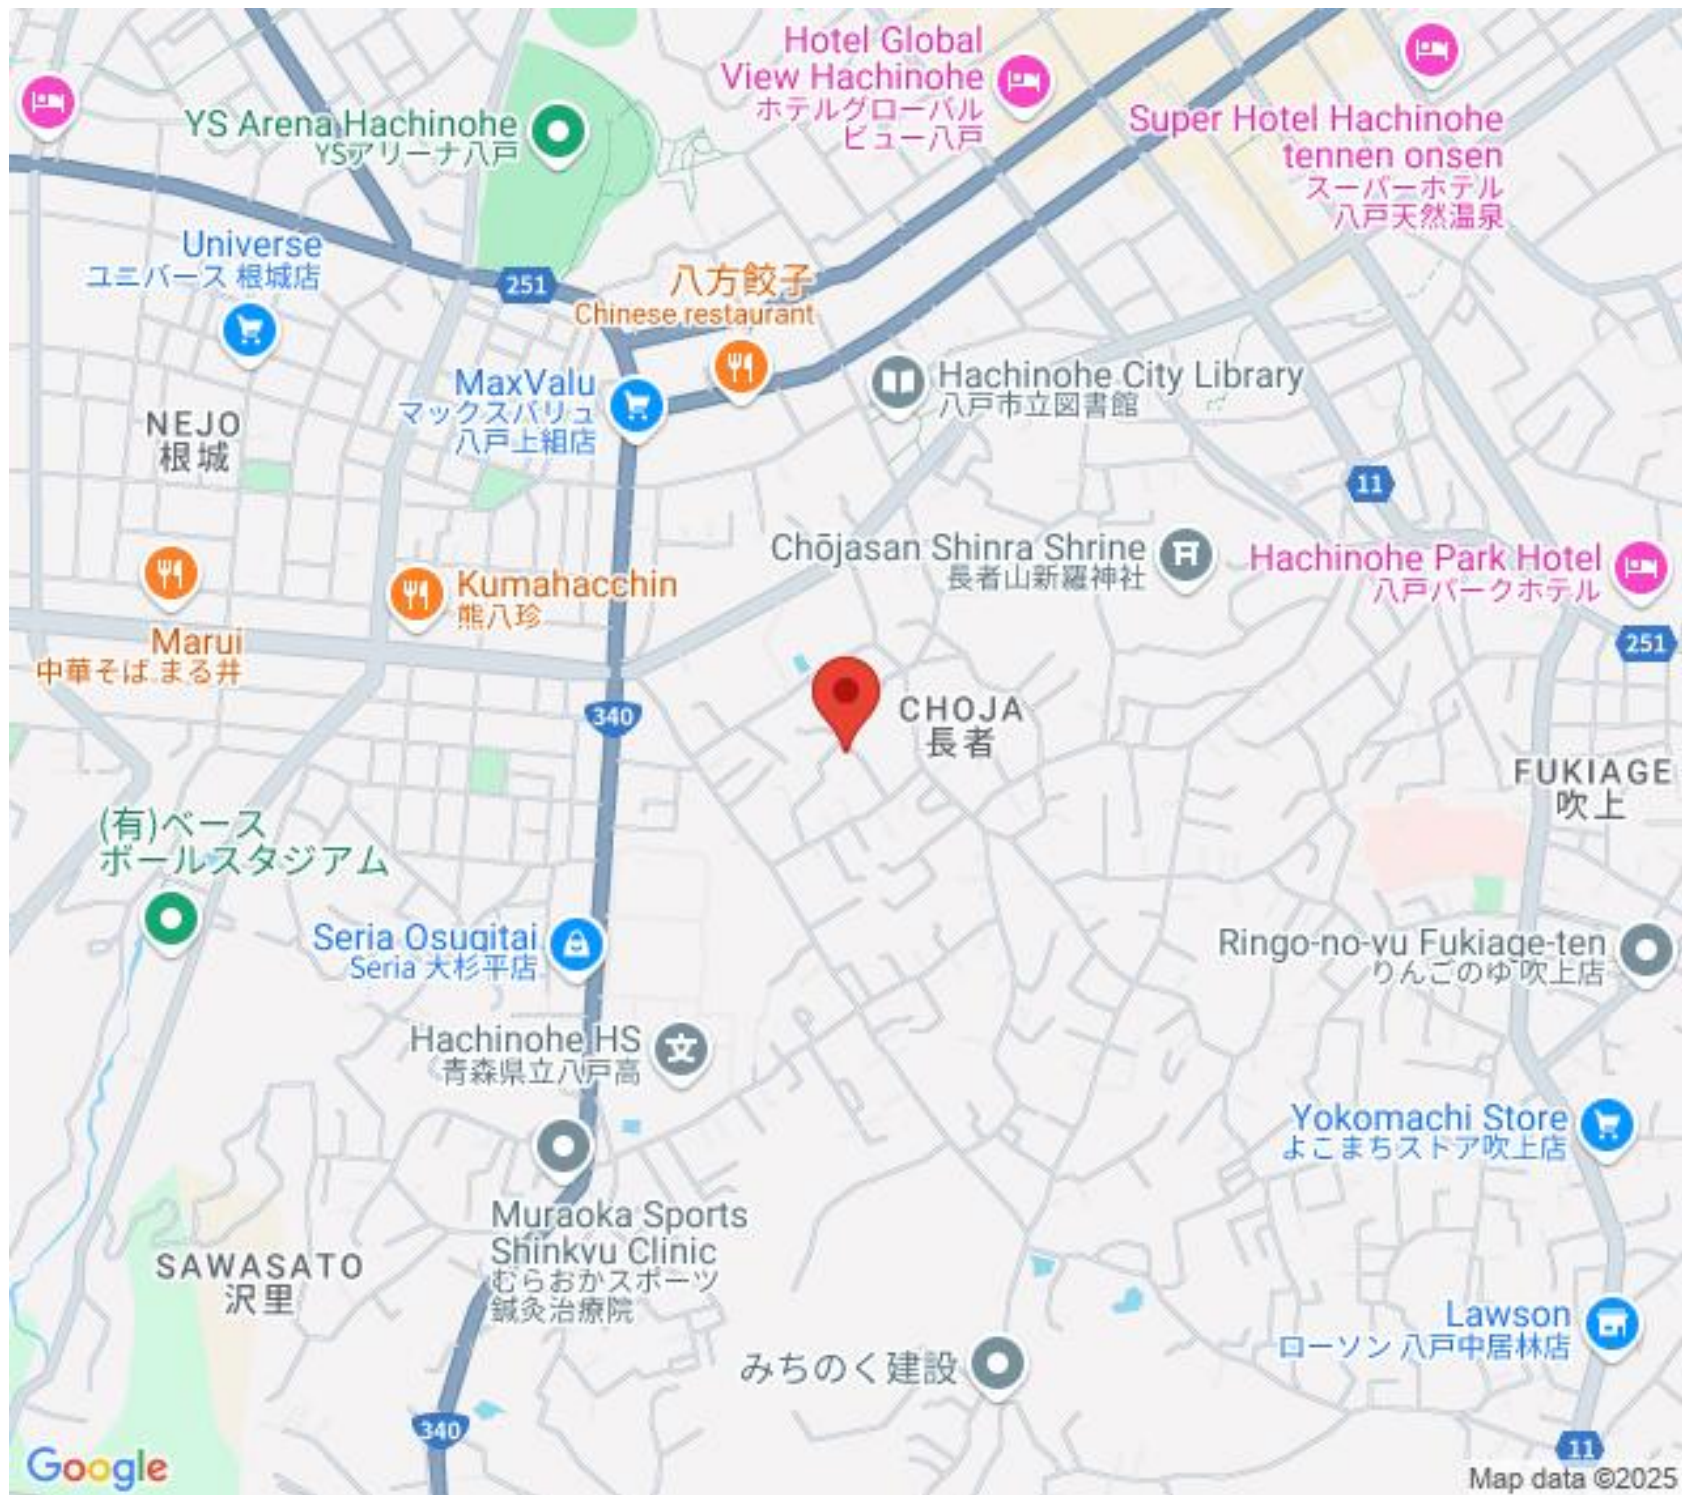 Hotel Global
View Hachinohe
ホテルグローバル
ビュー八戸
YS Arena Hachinohe
YSアリーナ八戸
Super Hotel Hachinohe
tennen onsen
スーパーホテル
八戸天然温泉
Universe
ユニバース 根城店
251
八方餃子
Chinese restaurant
MaxValu
マックスバリュ
八戸上組店
Hachinohe City Library
八戸市立図書館
NEJO
根城
11
Chōjasan Shinra Shrine
長者山新羅神社
Hachinohe Park Hotel
八戸パークホテル
Kumahacchin
熊八珍
Marui
中華そば まる井
251
340
CHOJA
長者
FUKIAGE
吹上
(有)ベース
ボールスタジアム
Seria Osugitai
Seria 大杉平店
Ringo-no-yu Fukiage-ten
りんごのゆ 吹上店
Hachinohe HS
青森県立八戸高
文
Yokomachi Store
よこまちストア吹上店
Muraoka Sports
Shinkyu Clinic
むらおかスポーツ
鍼灸治療院
SAWASATO
沢里
Lawson
ローソン 八戸中居林店
みちのく建設
340
11
Google
Map data ©2025